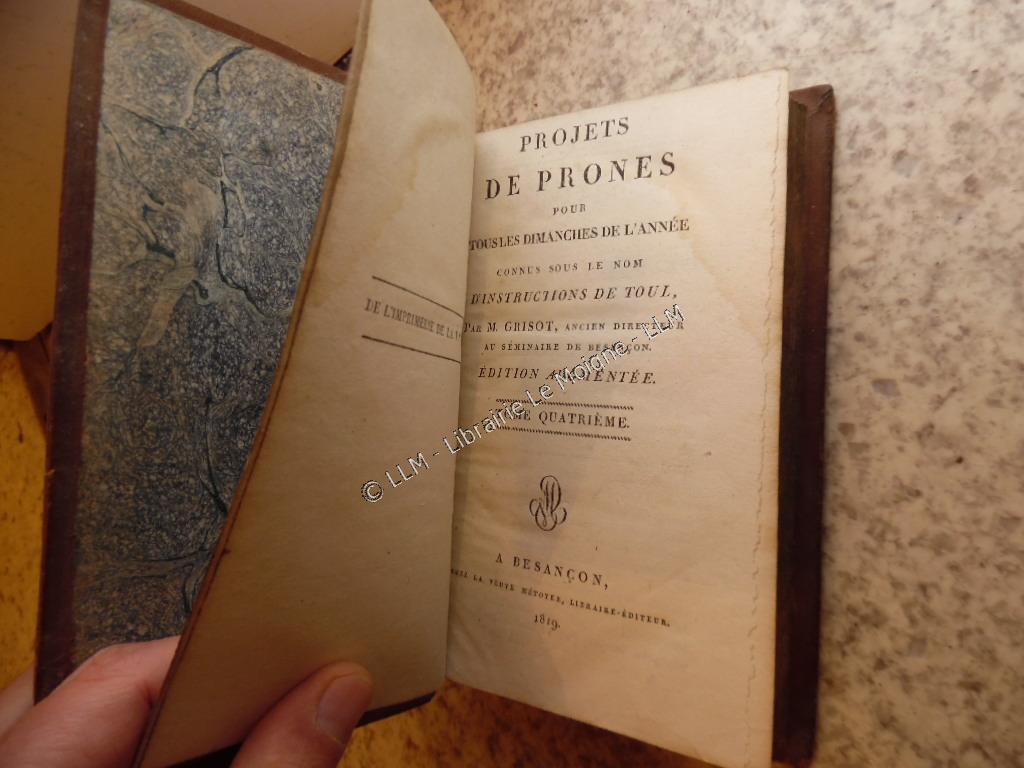 DE L'IMPRIMERIE DE LA
PROJETS
DE PRONES
POUR
TOUS LES DIMANCHES DE L'ANNÉE
CONNUS SOUS LE NOM
D'INSTRUCTIONS DE TOUL,
PAR M. GRISOT, ANCIEN DIRECTEUR
AU SÉMINAIRE DE BESANÇON.
ÉDITION AUGMENTÉE.
TOME QUATRIÈME.
A BESANÇON,
CHEZ LA VEUVE MÉTOYER, LIBRAIRE-ÉDITEUR.
1819.
© LLM - Librairie Le Moigne - LLM